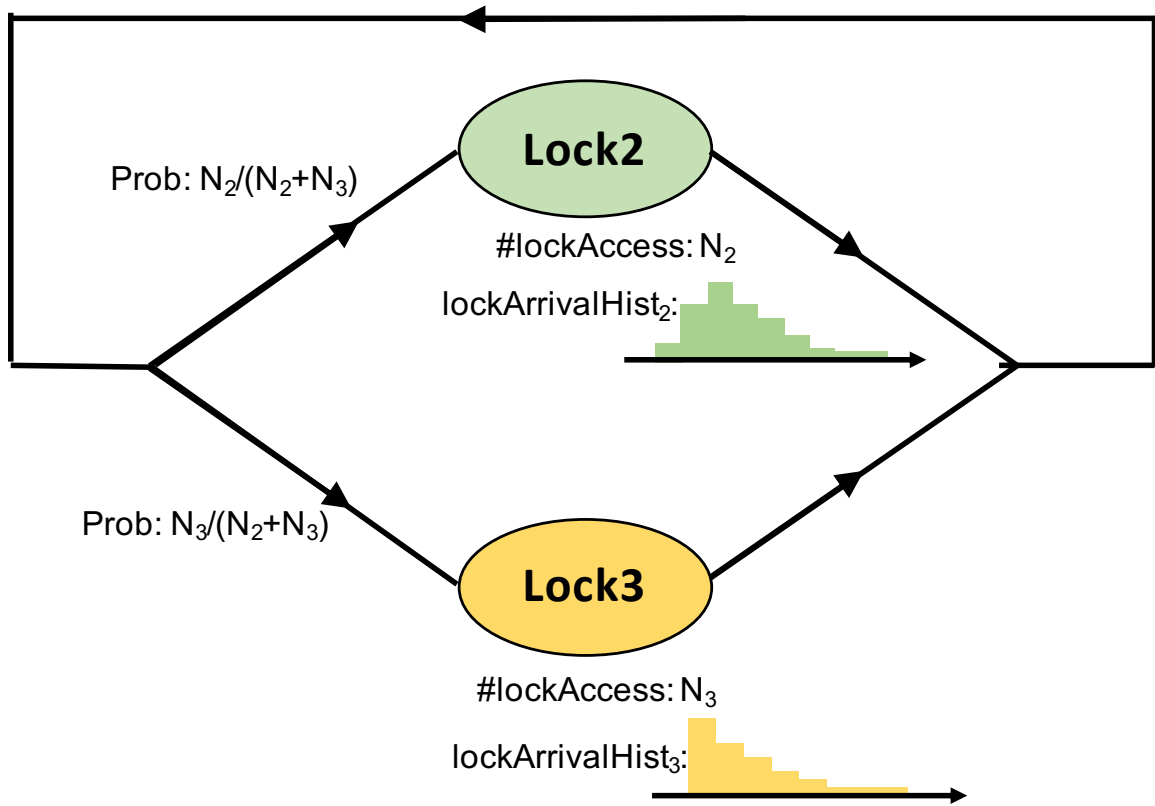 Lock2
Prob: N₂/(N₂+N₃)
#lockAccess: N₂
lockArrivalHist₂:
Prob: N₃/(N₂+N₃)
Lock3
#lockAccess: N₃
lockArrivalHist₃: